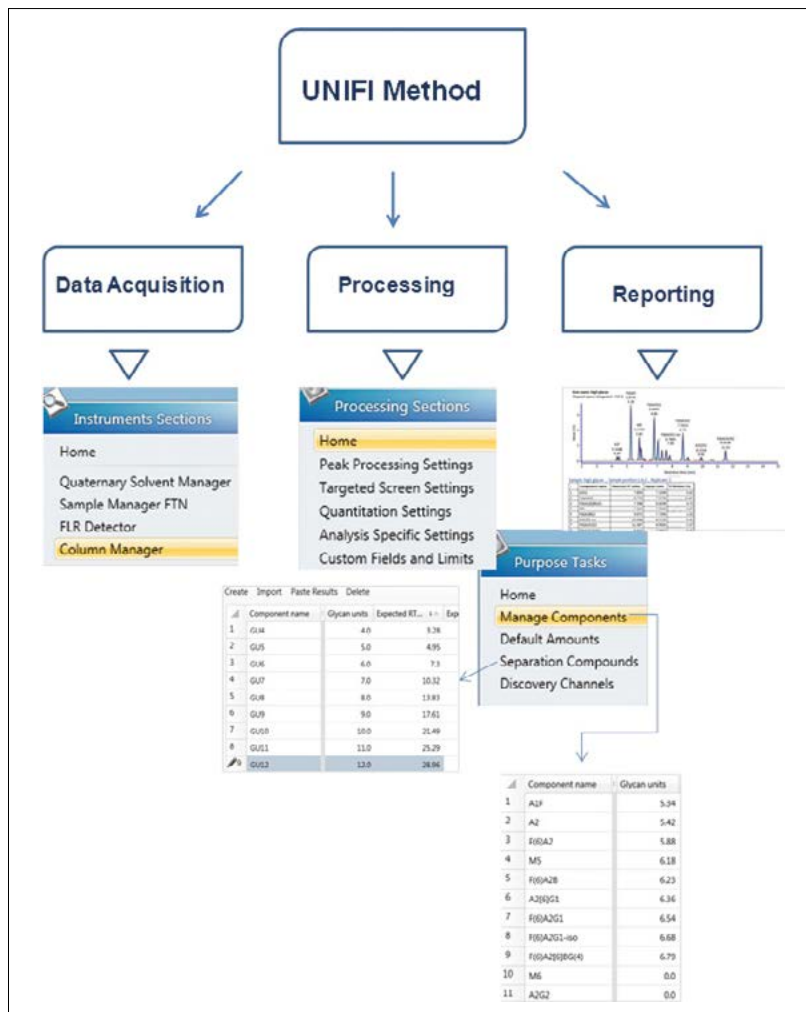 UNIFI Method
Data Acquisition
Processing
Reporting
Instruments Sections
Home
Quaternary Solvent Manager
Sample Manager FTN
FLR Detector
Column Manager
Processing Sections
Home
Peak Processing Settings
Targeted Screen Settings
Quantitation Settings
Analysis Specific Settings
Custom Fields and Limits
Purpose Tasks
Home
Manage Components
Default Amounts
Separation Compounds
Discovery Channels
Create Import Paste Results Delete
Component name Glycan units Expected RT... Exp
1 GU4 4.0 3.28
2 GU5 5.0 4.95
3 GU6 6.0 7.3
4 GU7 7.0 10.32
5 GU8 8.0 13.83
6 GU9 9.0 17.61
7 GU10 10.0 21.49
8 GU11 11.0 25.29
9 GU12 12.0 28.96
Component name Glycan units
1 A1F 5.34
2 A2 5.42
3 F(6)A2 5.88
4 M5 6.18
5 F(6)A2B 6.23
6 A2[6]G1 6.36
7 F(6)A2G1 6.54
8 F(6)A2G1-iso 6.68
9 F(6)A2[6]BG(4) 6.79
10 M6 0.0
11 A2G2 0.0